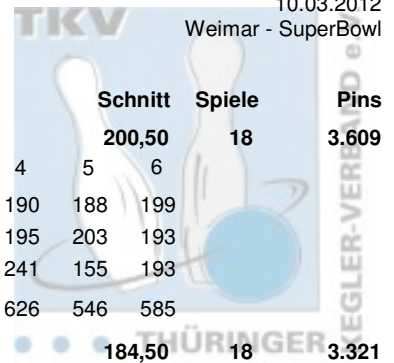 10.03.2012
TKV
Weimar - SuperBowl
Schnitt Spiele Pins
200,50 18 3.609
4 5 6
190 188 199
195 203 193
241 155 193
626 546 585
THÜRINGER
184,50 18 3.321
KEGLER-VERBAND e.V.